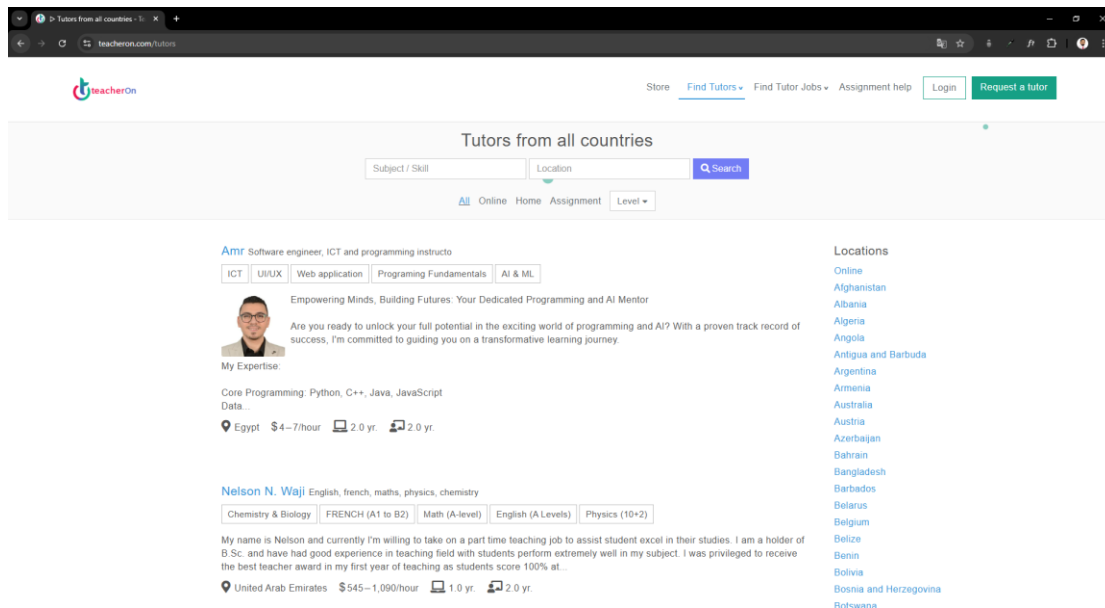 ▷ Tutors from all countries - Te
teacheron.com/tutors
teacherOn
Store Find Tutors Find Tutor Jobs Assignment help Login Request a tutor
Tutors from all countries
Subject / Skill Location Search
All Online Home Assignment Level
Amr Software engineer, ICT and programming instructo
ICT UI/UX Web application Programing Fundamentals AI & ML
Empowering Minds, Building Futures: Your Dedicated Programming and AI Mentor
Are you ready to unlock your full potential in the exciting world of programming and AI? With a proven track record of
success, I'm committed to guiding you on a transformative learning journey.
My Expertise:
Core Programming: Python, C++, Java, JavaScript
Data...
Egypt $4–7/hour 2.0 yr. 2.0 yr.
Nelson N. Waji English, french, maths, physics, chemistry
Chemistry & Biology FRENCH (A1 to B2) Math (A-level) English (A Levels) Physics (10+2)
My name is Nelson and currently I'm willing to take on a part time teaching job to assist student excel in their studies. I am a holder of
B.Sc. and have had good experience in teaching field with students perform extremely well in my subject. I was privileged to receive
the best teacher award in my first year of teaching as students score 100% at...
United Arab Emirates $545–1,090/hour 1.0 yr. 2.0 yr.
Locations
Online
Afghanistan
Albania
Algeria
Angola
Antigua and Barbuda
Argentina
Armenia
Australia
Austria
Azerbaijan
Bahrain
Bangladesh
Barbados
Belarus
Belgium
Belize
Benin
Bolivia
Bosnia and Herzegovina
Botswana